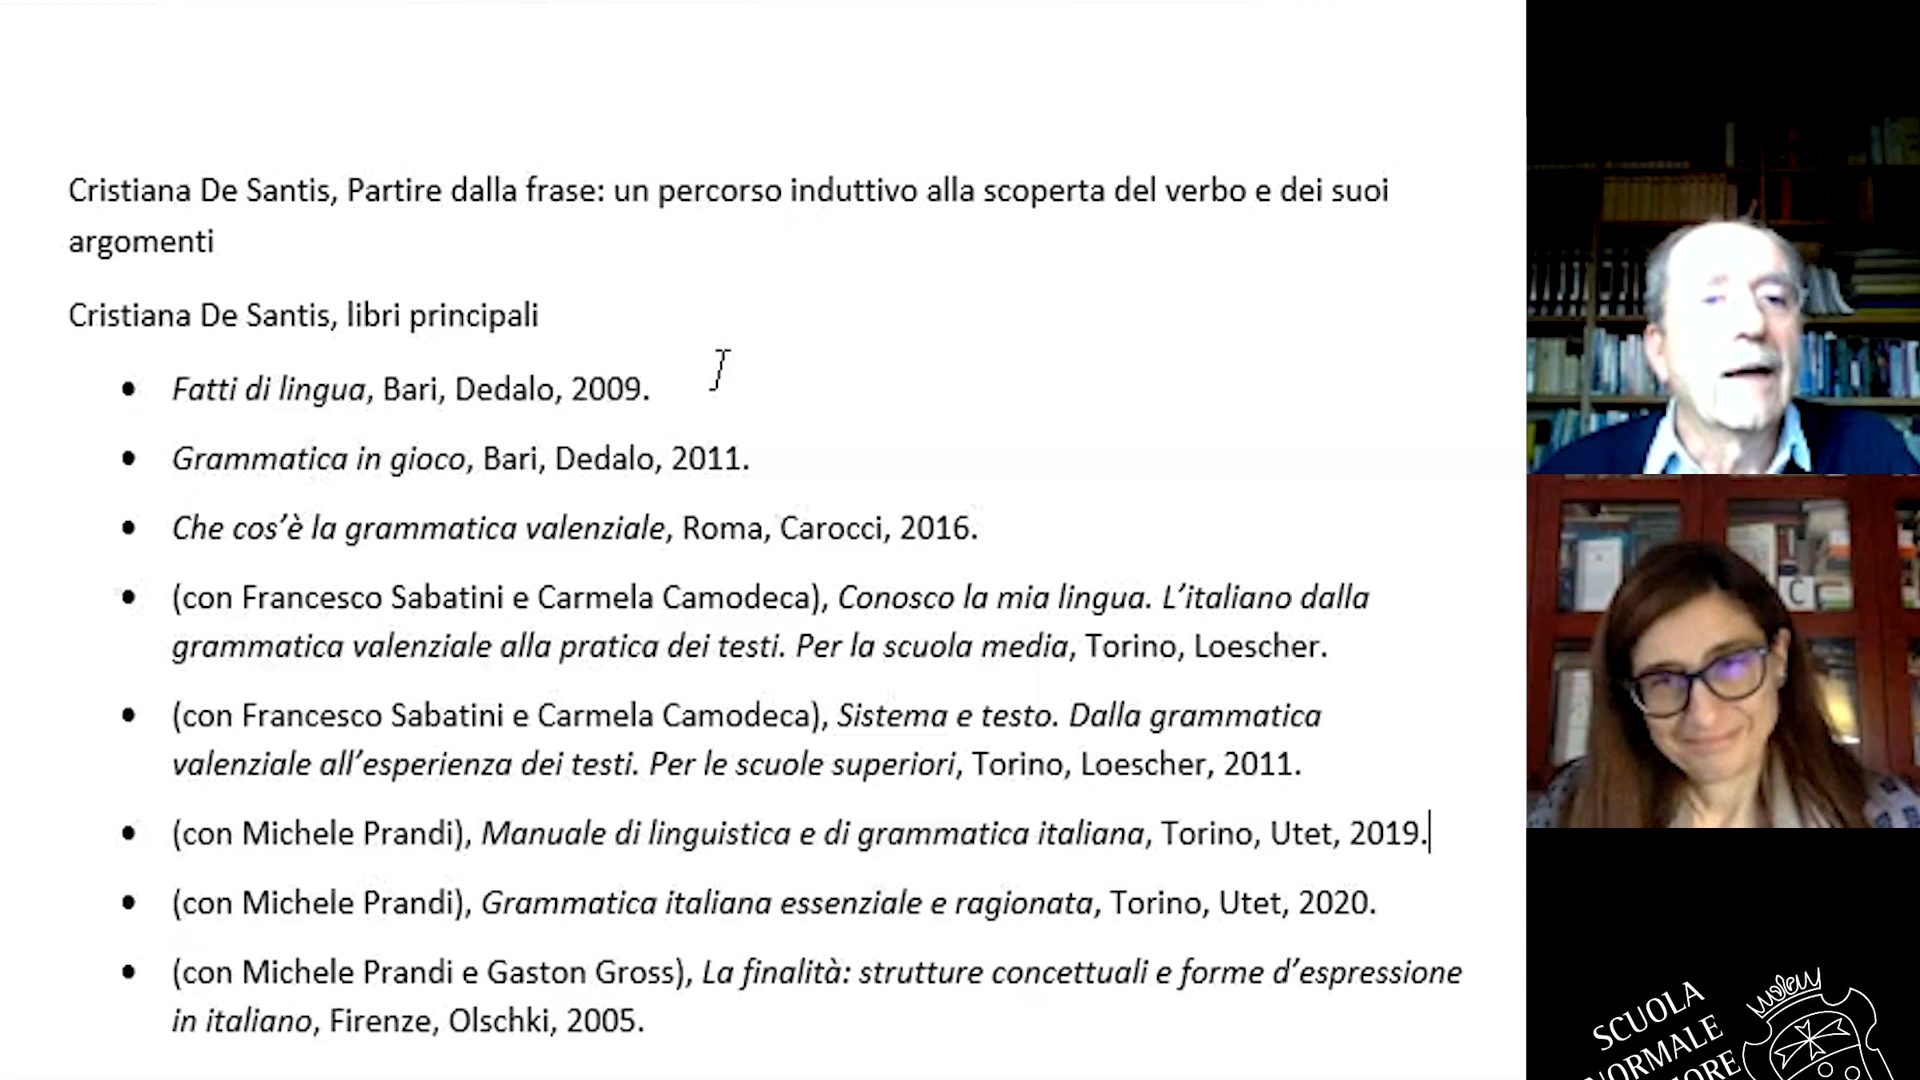 Cristiana De Santis, Partire dalla frase: un percorso induttivo alla scoperta del verbo e dei suoi
argomenti
Cristiana De Santis, libri principali
• Fatti di lingua, Bari, Dedalo, 2009.
• Grammatica in gioco, Bari, Dedalo, 2011.
• Che cos’è la grammatica valenziale, Roma, Carocci, 2016.
• (con Francesco Sabatini e Carmela Camodeca), Conosco la mia lingua. L’italiano dalla
grammatica valenziale alla pratica dei testi. Per la scuola media, Torino, Loescher.
• (con Francesco Sabatini e Carmela Camodeca), Sistema e testo. Dalla grammatica
valenziale all’esperienza dei testi. Per le scuole superiori, Torino, Loescher, 2011.
• (con Michele Prandi), Manuale di linguistica e di grammatica italiana, Torino, Utet, 2019.
• (con Michele Prandi), Grammatica italiana essenziale e ragionata, Torino, Utet, 2020.
• (con Michele Prandi e Gaston Gross), La finalità: strutture concettuali e forme d’espressione
in italiano, Firenze, Olschki, 2005.
SCUOLA
NORMALE